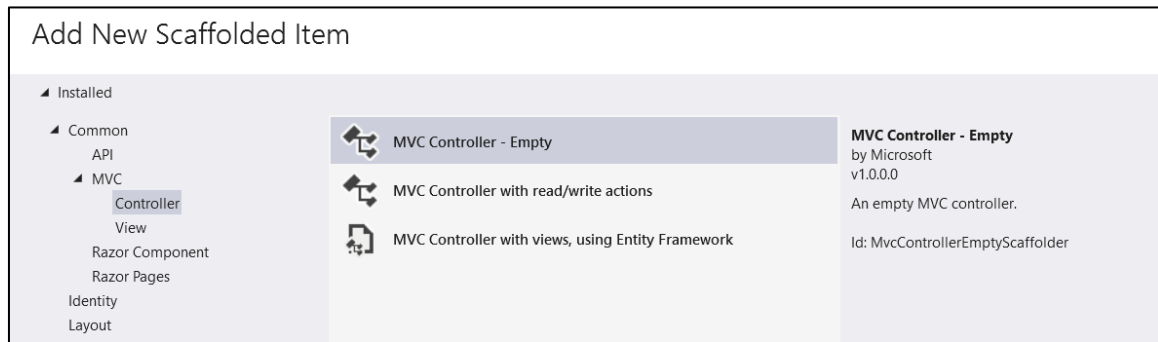 Add New Scaffolded Item
Installed
Common
API
MVC
Controller
View
Razor Component
Razor Pages
Identity
Layout
MVC Controller - Empty
MVC Controller with read/write actions
MVC Controller with views, using Entity Framework
MVC Controller - Empty
by Microsoft
v1.0.0.0
An empty MVC controller.
Id: MvcControllerEmptyScaffolder